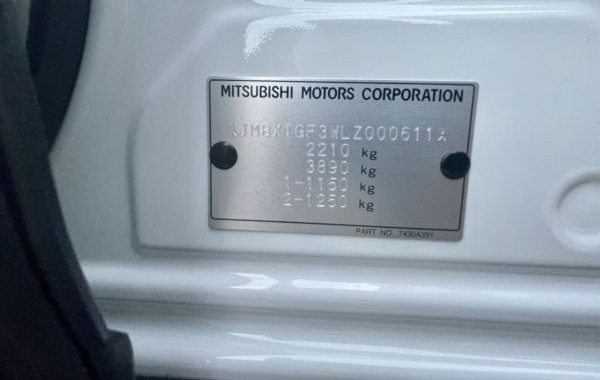 MITSUBISHI MOTORS CORPORATION
JMBXTGF3WLZ000611
2210 kg
3890 kg
1-1150 kg
2-1250 kg
PART NO. 7430A391